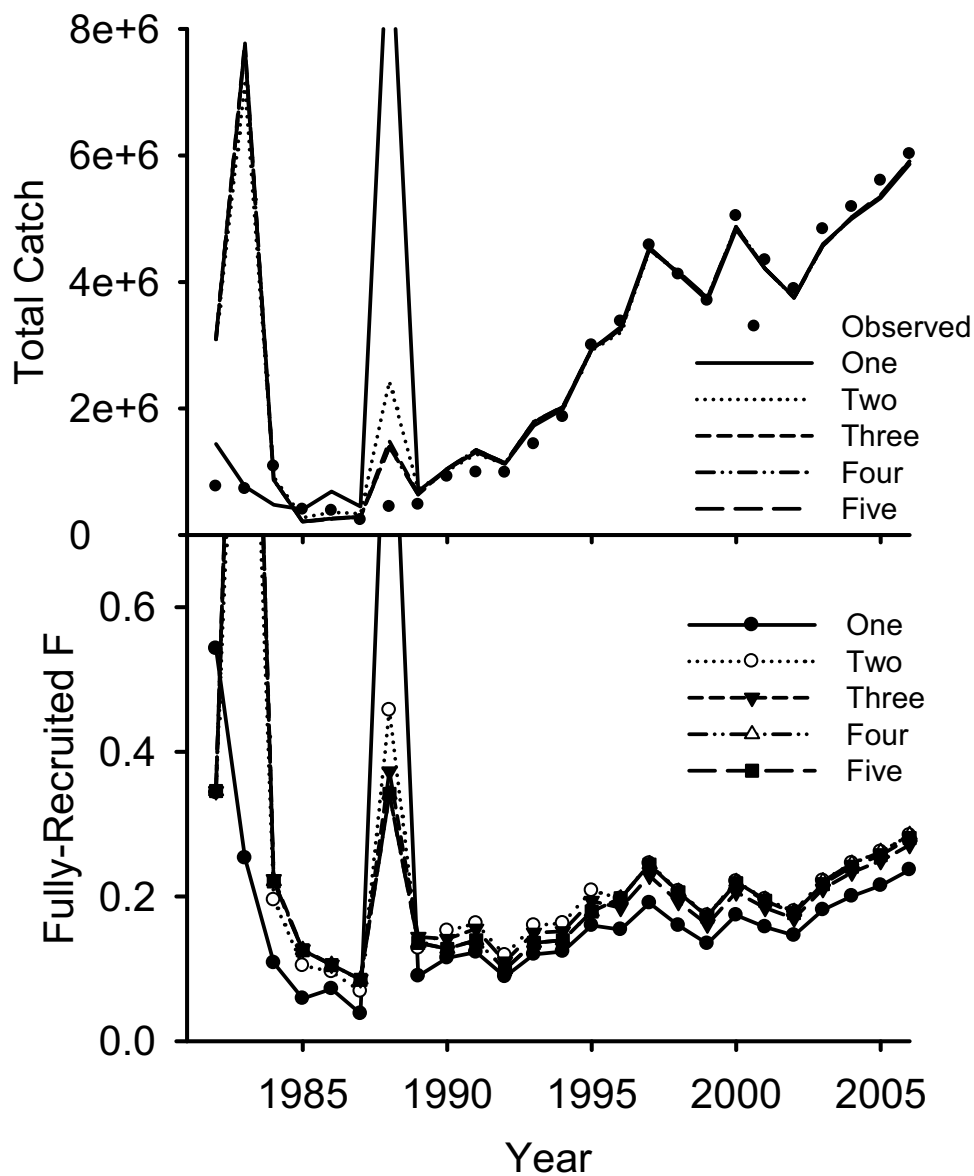 8e+6
6e+6
4e+6
2e+6
0
Total Catch
Observed
One
Two
Three
Four
Five
0.6
0.4
0.2
0.0
Fully-Recruited F
One
Two
Three
Four
Five
1985 1990 1995 2000 2005
Year